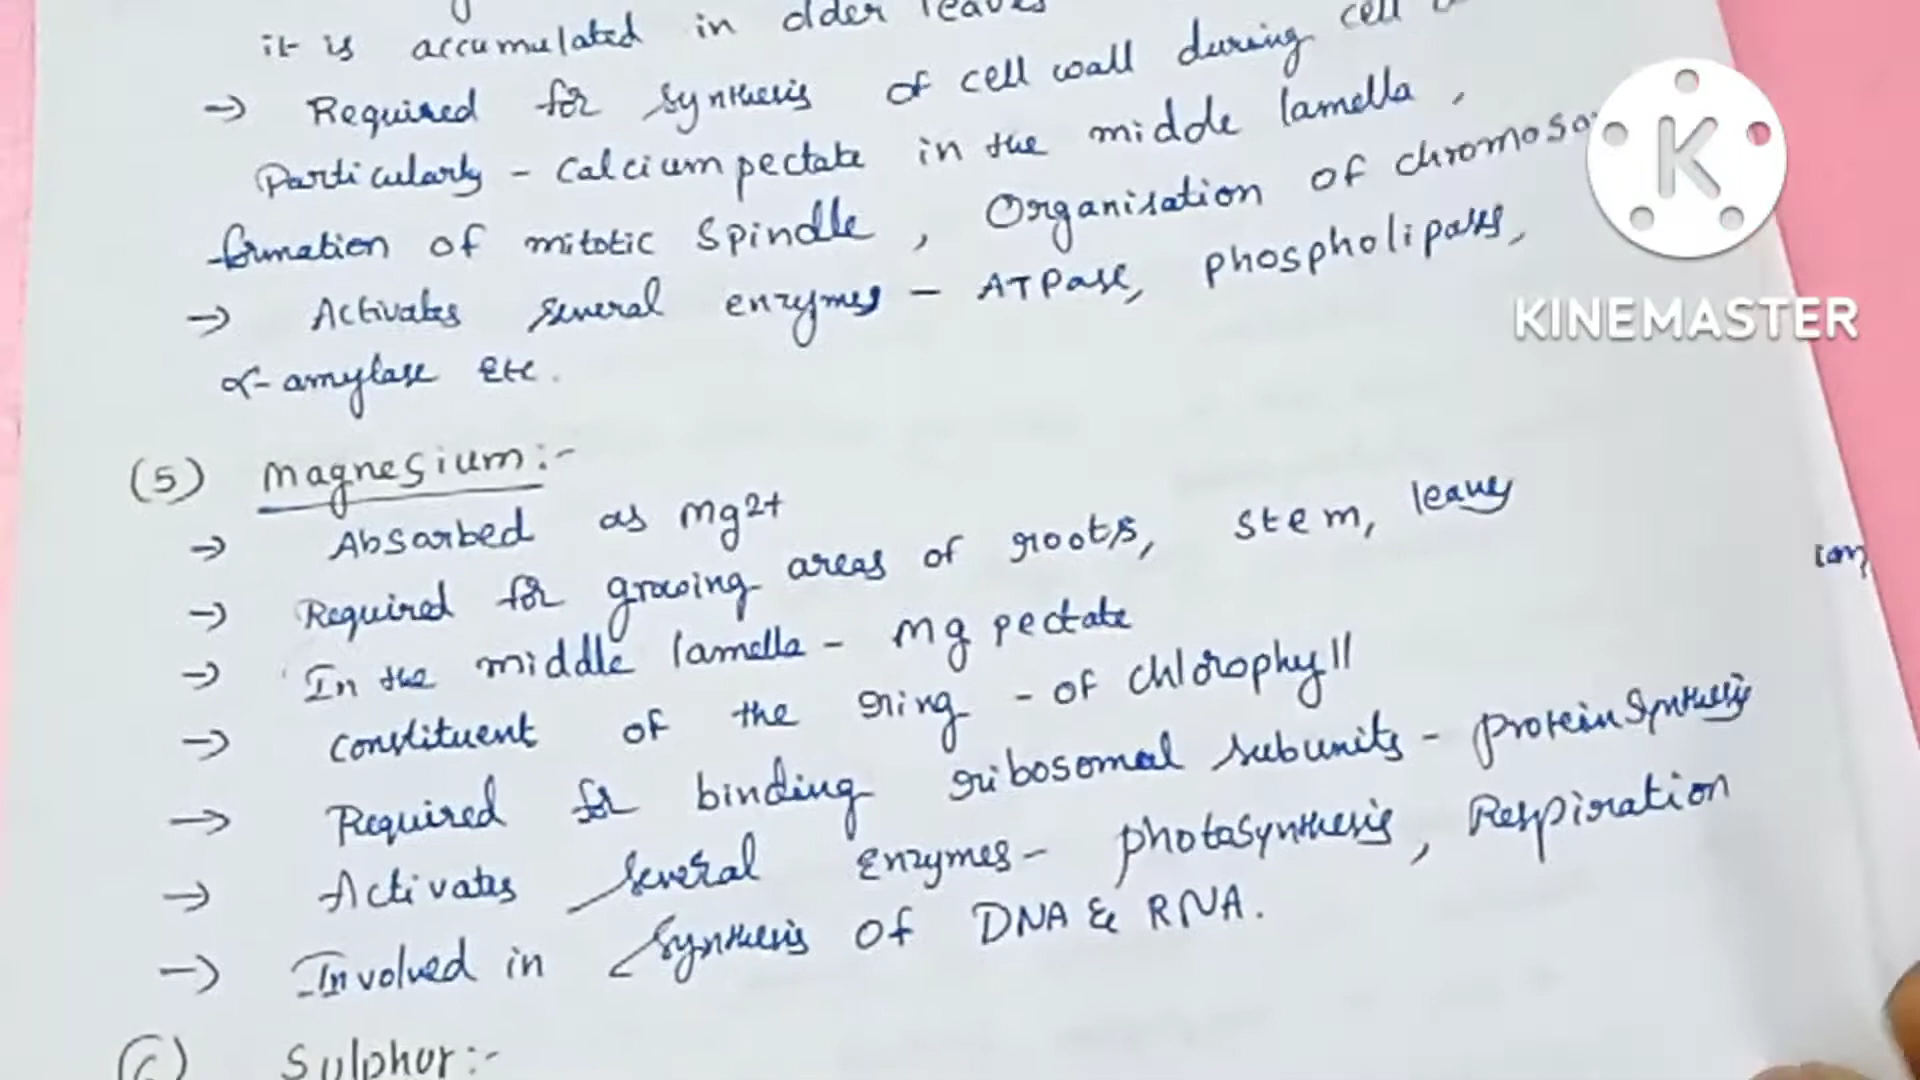 it is accumulated in older leaves
→ Required for synthesis of cell wall during cell
Particularly - calcium pectate in the middle lamella,
formation of mitotic spindle, Organisation of
→ Activates several enzymes - ATPase, phospholipases,
α-amylase etc.
KINEMASTER
(5) Magnesium:-
→ Absorbed as Mg2+
→ Required for growing areas of roots, stem, leaves
→ In the middle lamella - Mg pectate
→ constituent of the ring - of chlorophyll
→ Required for binding ribosomal subunits - protein synthesis
→ Activates several enzymes - photosynthesis, Respiration
→ Involved in synthesis of DNA & RNA.
Sulphur:-